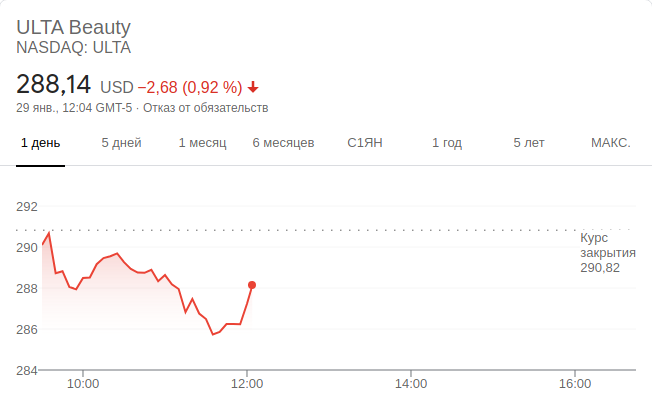 ULTA Beauty
NASDAQ: ULTA
288,14 USD −2,68 (0,92 %)
29 янв., 12:04 GMT-5 · Отказ от обязательств
1 день 5 дней 1 месяц 6 месяцев С1ЯН 1 год 5 лет МАКС.
292
290
288
286
284
Курс
закрытия
290,82
10:00 12:00 14:00 16:00